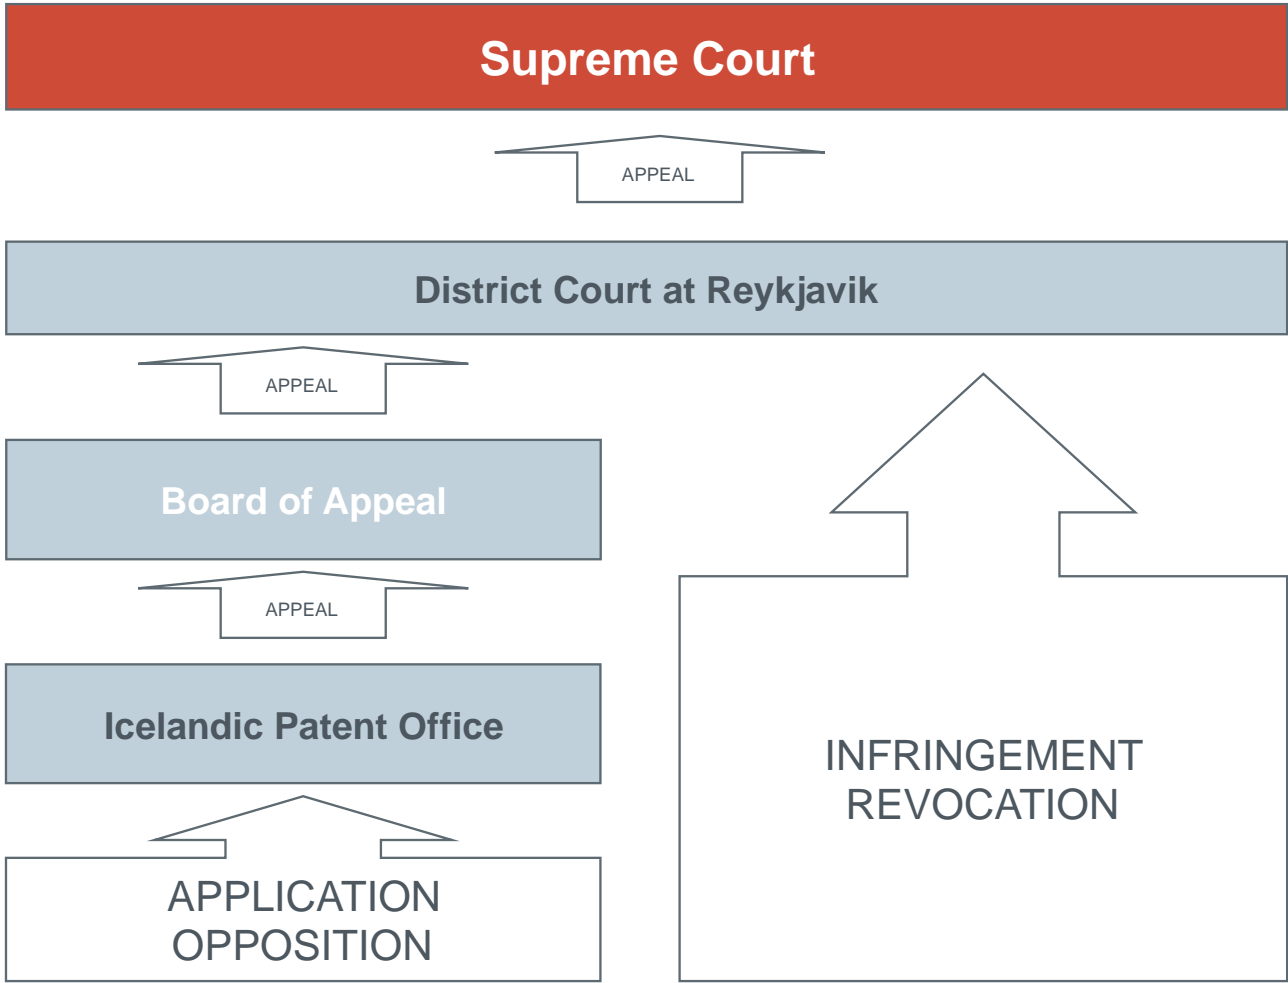 Supreme Court
APPEAL
District Court at Reykjavik
APPEAL
Board of Appeal
APPEAL
Icelandic Patent Office
APPLICATION
OPPOSITION
INFRINGEMENT
REVOCATION